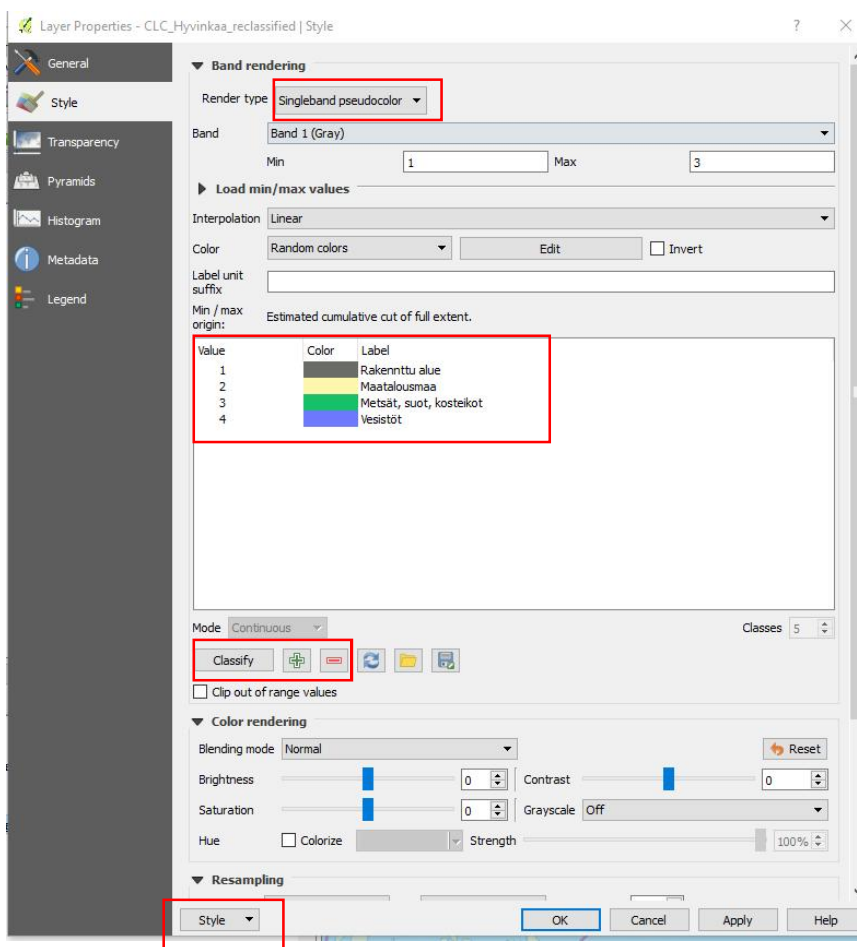 Layer Properties - CLC_Hyvinkaa_reclassified | Style ? ×
General
Style
Transparency
Pyramids
Histogram
Metadata
Legend
Band rendering
Render type Singleband pseudocolor
Band Band 1 (Gray)
Min 1 Max 3
Load min/max values
Interpolation Linear
Color Random colors Edit Invert
Label unit suffix
Min / max origin: Estimated cumulative cut of full extent.
Value Color Label
1 Rakennttu alue
2 Maatalousmaa
3 Metsät, suot, kosteikot
4 Vesistöt
Mode Continuous Classes 5
Classify
Clip out of range values
Color rendering
Blending mode Normal Reset
Brightness 0 Contrast 0
Saturation 0 Grayscale Off
Hue Colorize Strength 100%
Resampling
Style OK Cancel Apply Help